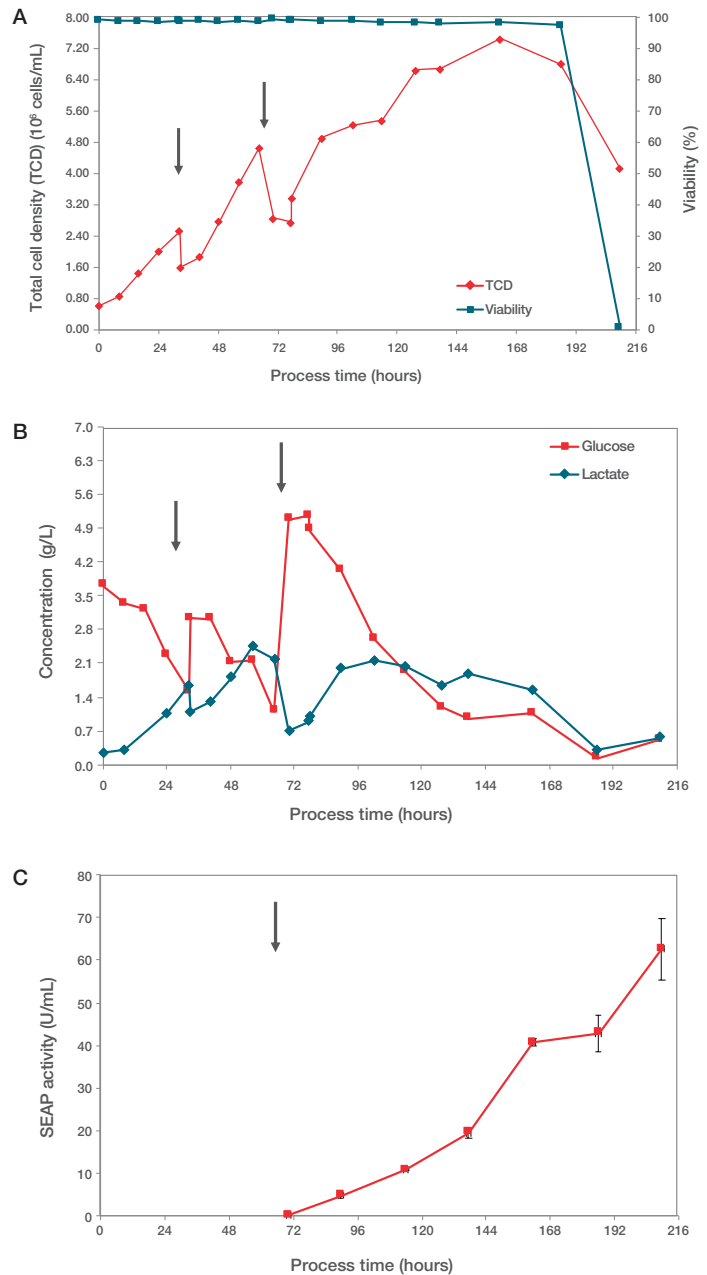 A
Total cell density (TCD) (10⁶ cells/mL)
8.00
7.20
6.40
5.60
4.80
4.00
3.20
2.40
1.60
0.80
0.00
100
90
80
70
60
50
40
30
20
10
0
Viability (%)
TCD
Viability
0 24 48 72 96 120 144 168 192 216
Process time (hours)
B
Concentration (g/L)
7.0
6.3
5.6
4.9
4.2
3.5
2.8
2.1
1.4
0.7
0.0
Glucose
Lactate
0 24 48 72 96 120 144 168 192 216
Process time (hours)
C
SEAP activity (U/mL)
80
70
60
50
40
30
20
10
0
0 24 48 72 96 120 144 168 192 216
Process time (hours)